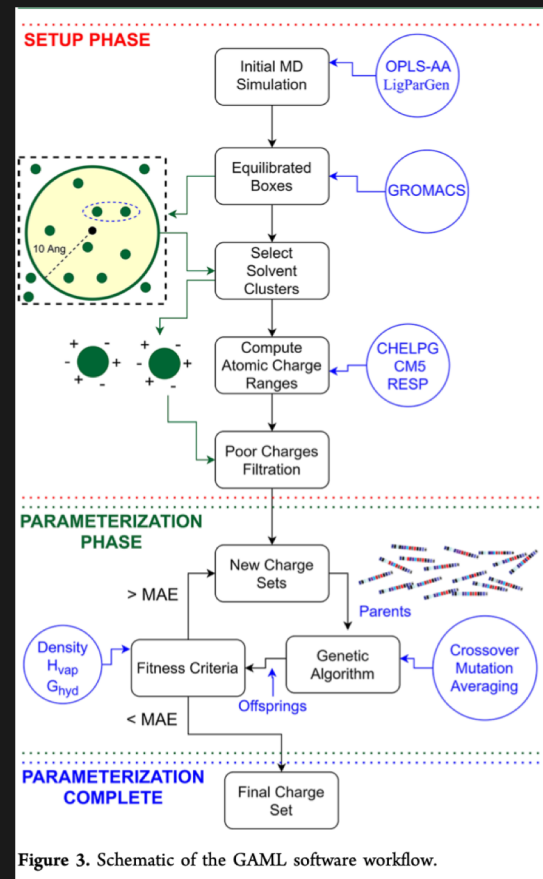 SETUP PHASE
Initial MD
Simulation
OPLS-AA
LigParGen
Equilibrated
Boxes
GROMACS
10 Ang
Select
Solvent
Clusters
+
-
+
+
-
+
-
+
-
+
+
-
Compute
Atomic Charge
Ranges
CHELPG
CM5
RESP
Poor Charges
Filtration
PARAMETERIZATION
PHASE
New Charge
Sets
> MAE
Parents
Density
Hvap
Ghyd
Fitness Criteria
Genetic
Algorithm
Crossover
Mutation
Averaging
Offsprings
< MAE
PARAMETERIZATION
COMPLETE
Final Charge
Set
Figure 3. Schematic of the GAML software workflow.